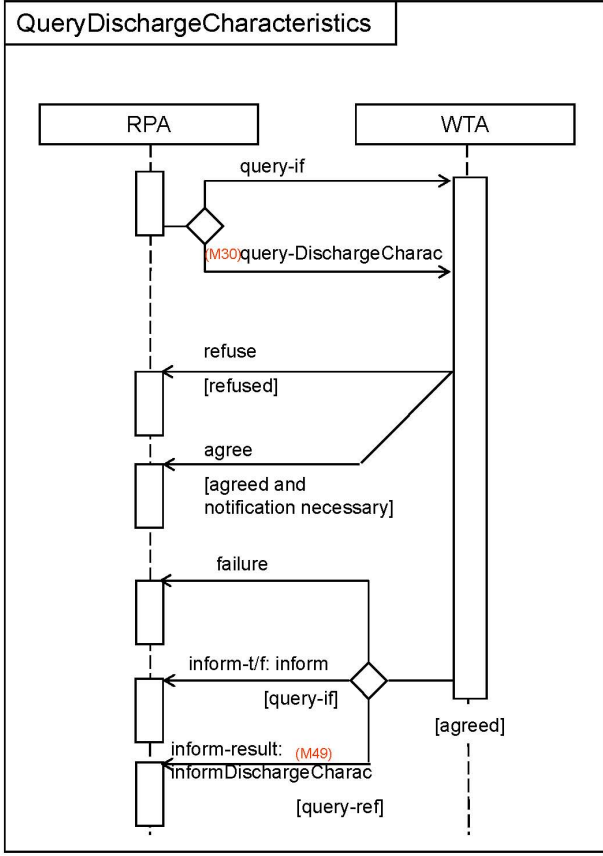 QueryDischargeCharacteristics
RPA
WTA
query-if
(M30)query-DischargeCharac
refuse
[refused]
agree
[agreed and
notification necessary]
failure
inform-t/f: inform
[query-if]
[agreed]
inform-result: (M49)
informDischargeCharac
[query-ref]